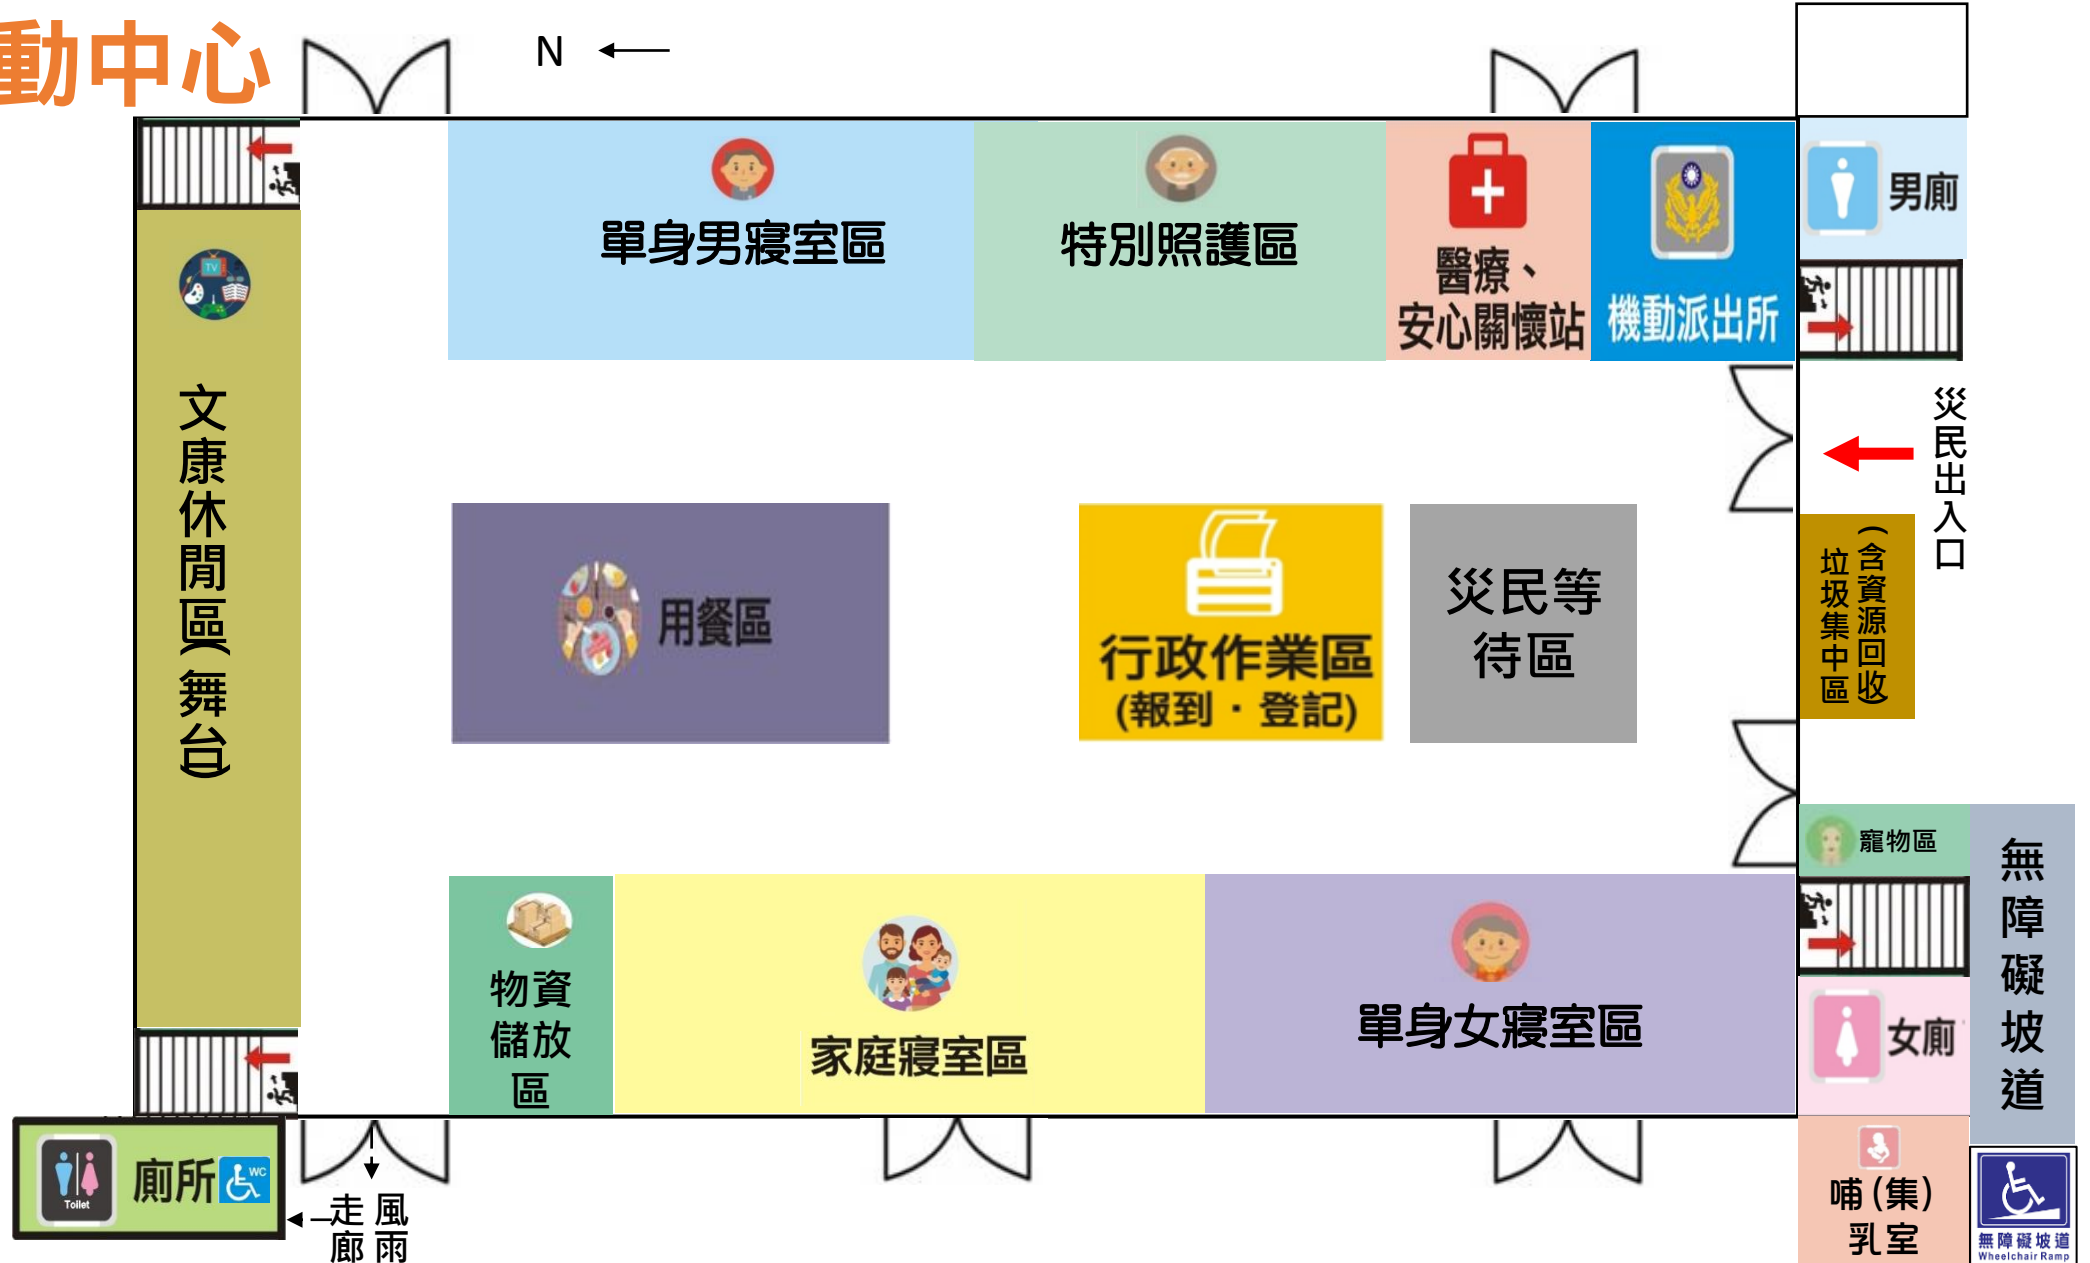 動中心
N
單身男寢室區
特別照護區
醫療、
安心關懷站
機動派出所
男廁
TV
文康休閒區(舞台)
災民出入口
用餐區
行政作業區
(報到・登記)
災民等
待區
(含資源回收)
垃圾集中區
寵物區
無障礙坡道
物資
儲放
區
家庭寢室區
單身女寢室區
女廁
Toilet
廁所
WC
風雨
走廊
哺(集)
乳室
無障礙坡道
Wheelchair Ramp